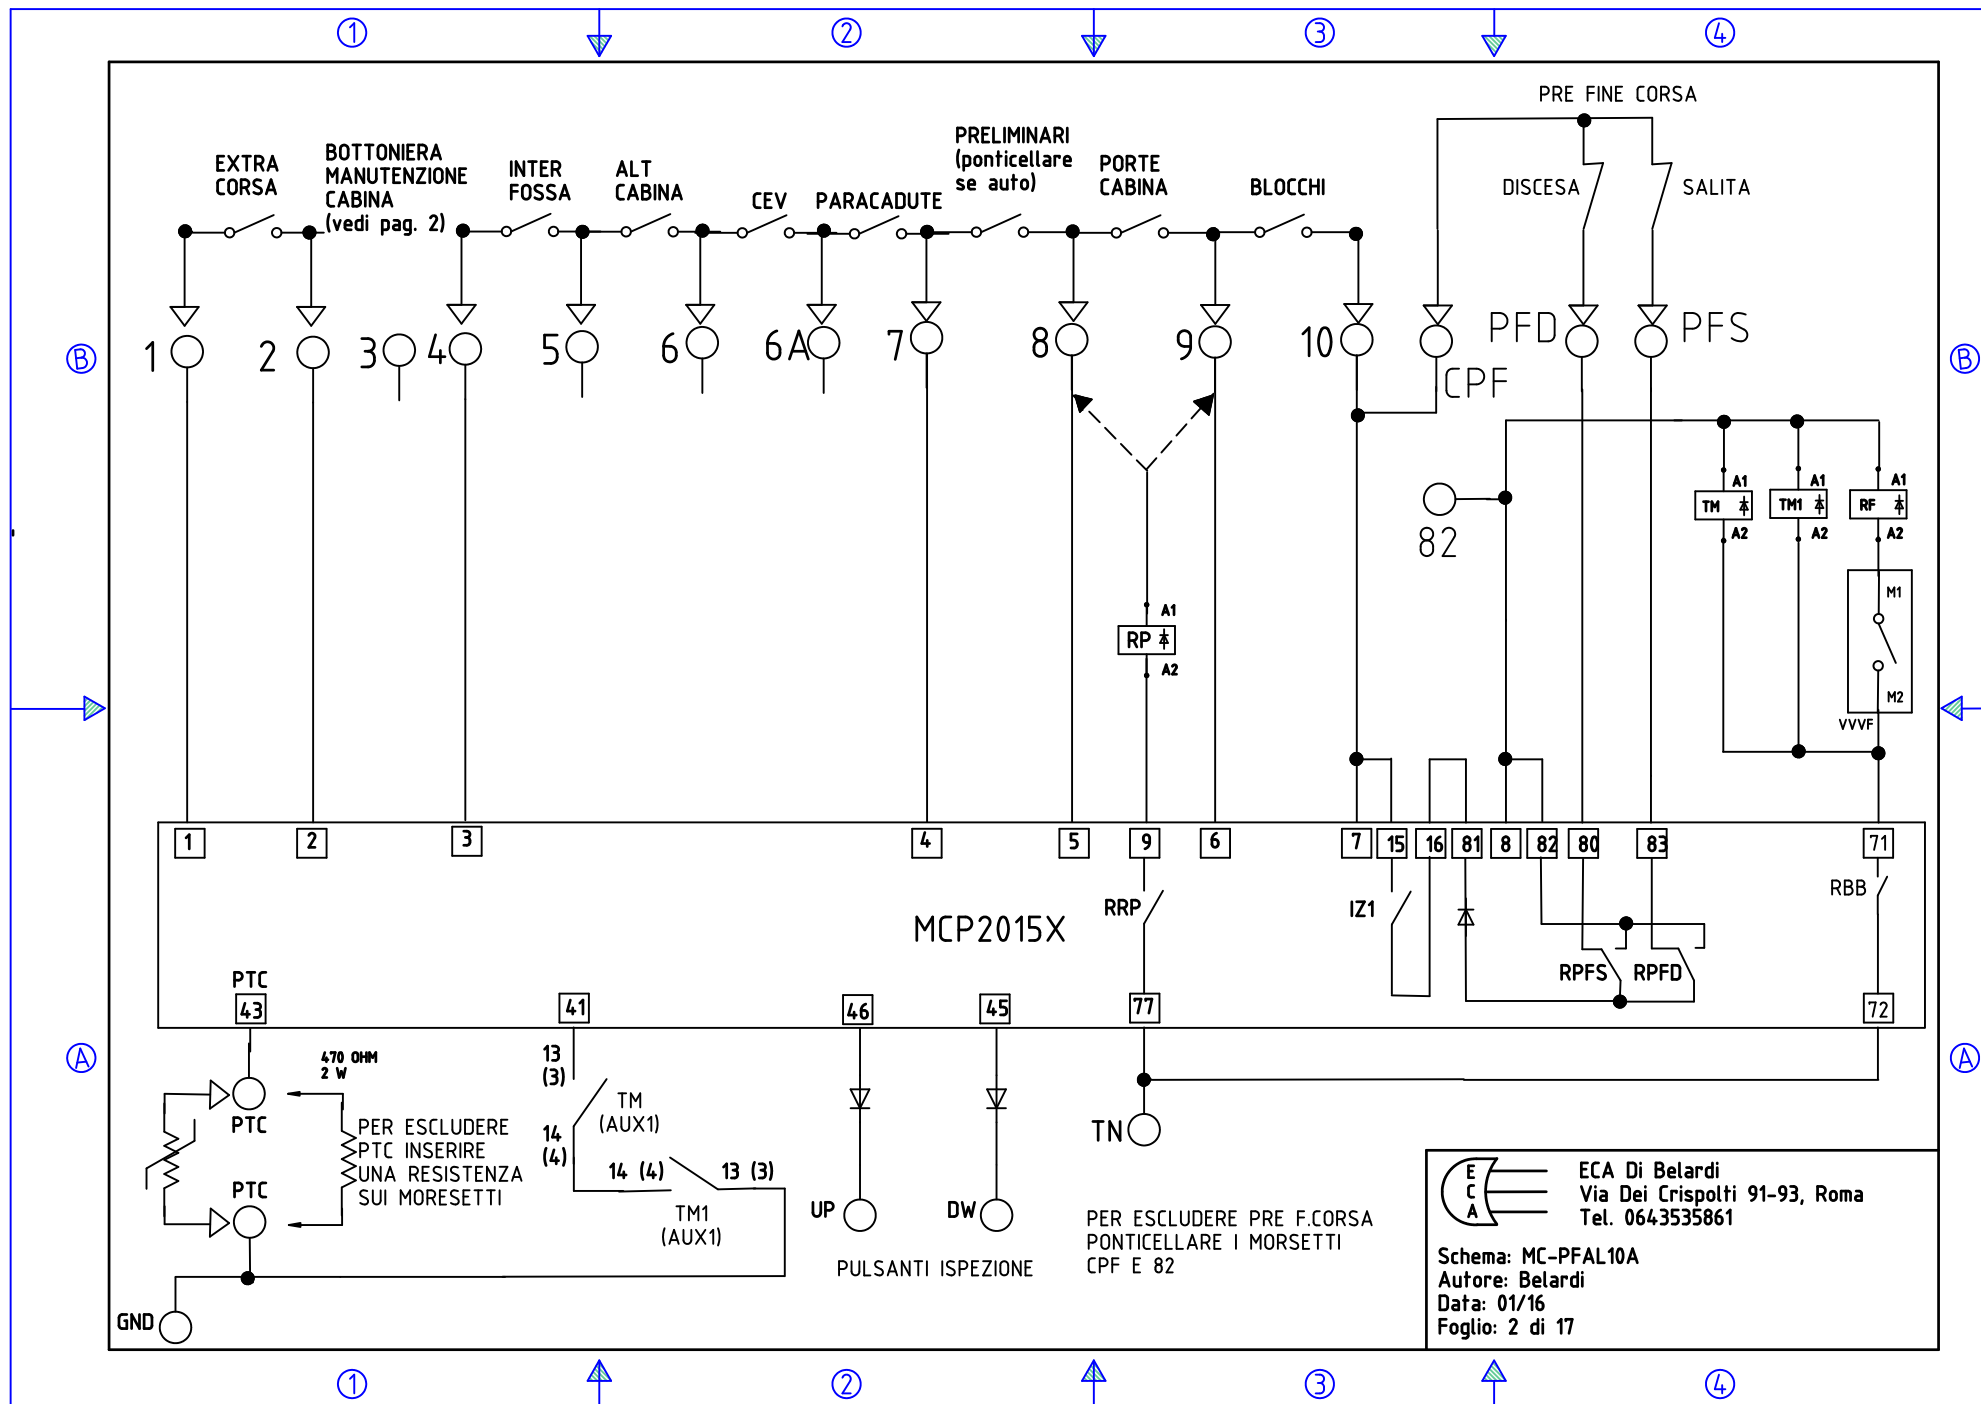 1
2
3
4
PRE FINE CORSA
EXTRA
CORSA
BOTTONIERA
MANUTENZIONE
CABINA
(vedi pag. 2)
INTER
FOSSA
ALT
CABINA
CEV
PARACADUTE
PRELIMINARI
(ponticellare
se auto)
PORTE
CABINA
BLOCCHI
DISCESA
SALITA
B
1
2
3
4
5
6
6A
7
8
9
10
CPF
PFD
PFS
B
82
A1
TM
A2
A1
TM1
A2
A1
RF
A2
M1
M2
VVVF
A1
RP
A2
1
2
3
4
5
9
6
7
15
16
81
8
82
80
83
71
MCP2015X
RRP
IZ1
RPFS
RPFD
RBB
PTC
43
41
46
45
77
72
A
A
470 OHM
2 W
PTC
PER ESCLUDERE
PTC INSERIRE
UNA RESISTENZA
SUI MORESETTI
PTC
GND
13
(3)
TM
(AUX1)
14
(4)
14 (4)
13 (3)
TM1
(AUX1)
UP
DW
PULSANTI ISPEZIONE
TN
PER ESCLUDERE PRE F.CORSA
PONTICELLARE I MORSETTI
CPF E 82
E
C
A
ECA Di Belardi
Via Dei Crispolti 91-93, Roma
Tel. 0643535861
Schema: MC-PFAL10A
Autore: Belardi
Data: 01/16
Foglio: 2 di 17
1
2
3
4